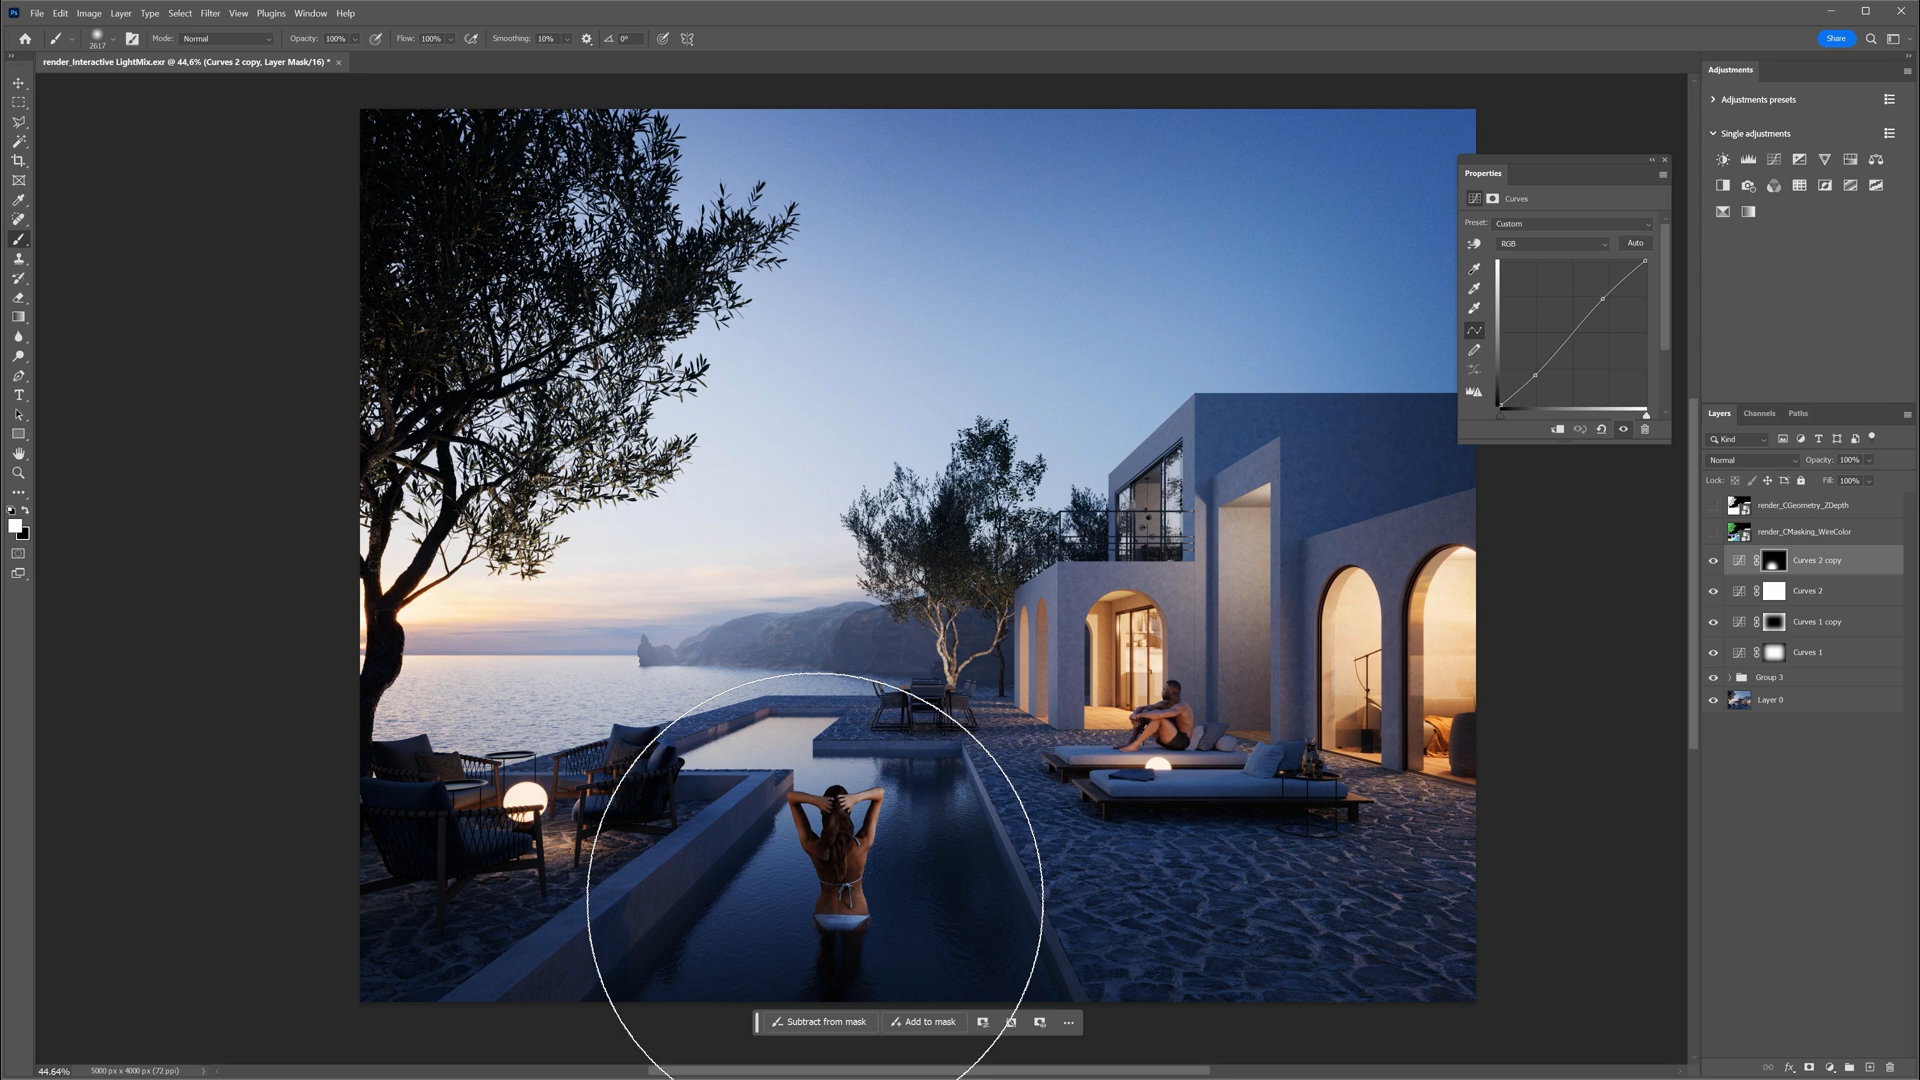 Ps File Edit Image Layer Type Select Filter View Plugins Window Help
2617 Mode: Normal Opacity: 100% Flow: 100% Smoothing: 10% 0° Share
render_Interactive LightMix.exr @ 44,6% (Curves 2 copy, Layer Mask/16) *
Adjustments
Adjustments presets
Single adjustments
Properties
Curves
Preset: Custom
RGB Auto
Layers Channels Paths
Kind
Normal Opacity: 100%
Lock: Fill: 100%
render_CGeometry_ZDepth
render_CMasking_WireColor
Curves 2 copy
Curves 2
Curves 1 copy
Curves 1
Group 3
Layer 0
Subtract from mask Add to mask
44.64% 5000 px x 4000 px (72 ppi)
fx